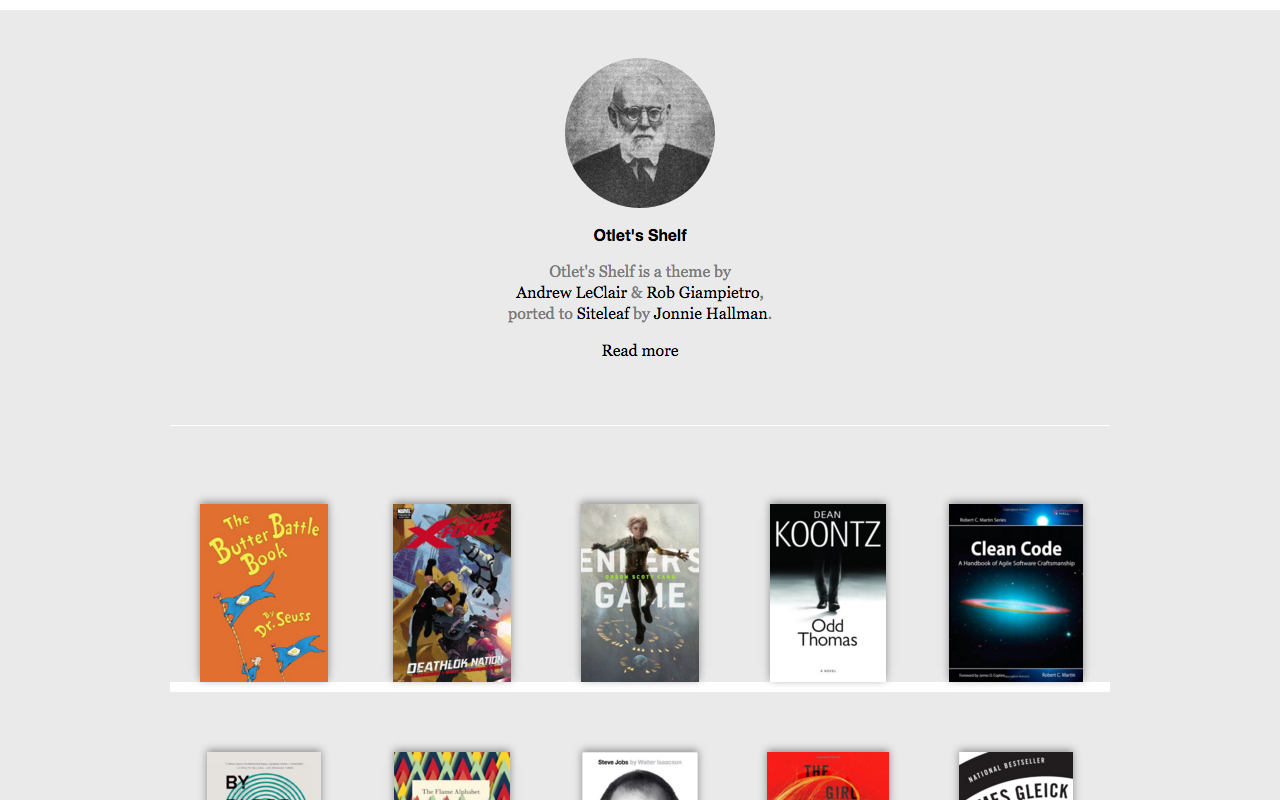 Otlet's Shelf
Otlet's Shelf is a theme by
Andrew LeClair & Rob Giampietro,
ported to Siteleaf by Jonnie Hallman.
Read more
The
Butter Battle
Book
By
Dr. Seuss
MARVEL
UNCANNY
X-FORCE
DEATHLOK NATION
ENDER'S
ORSON SCOTT CARD
GAME
DEAN
KOONTZ
Odd
Thomas
A NOVEL
Robert C. Martin Series
Clean Code
A Handbook of Agile Software Craftsmanship
Robert C. Martin
BY
The Flame Alphabet
Steve Jobs by Walter Isaacson
THE
GIRL
NATIONAL BESTSELLER
JAMES GLEICK